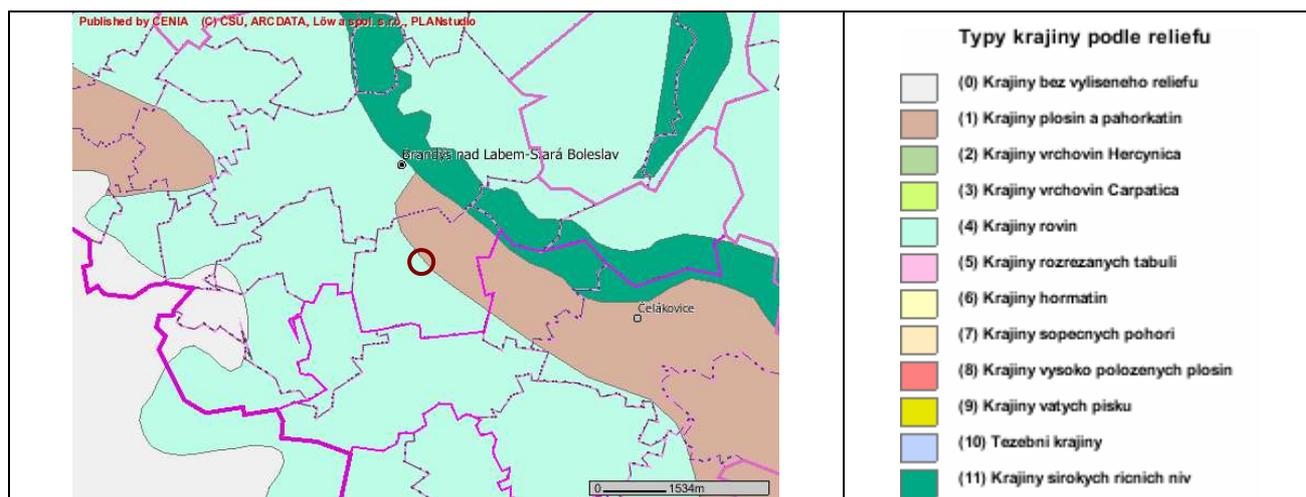 Published by CENIA (C) CSU, ARCDATA, Löw a spol. s.r.o., PLANstudio
Brandýs nad Labem-Stará Boleslav
Čelákovice
0 1534m
Typy krajiny podle reliefu
(0) Krajiny bez vyliseneho reliefu
(1) Krajiny plosin a pahorkatin
(2) Krajiny vrchovin Hercynica
(3) Krajiny vrchovin Carpatica
(4) Krajiny rovin
(5) Krajiny rozrezanych tabuli
(6) Krajiny hormatin
(7) Krajiny sopecnych pohori
(8) Krajiny vysoko polozenych plosin
(9) Krajiny vatych pisku
(10) Tezebni krajiny
(11) Krajiny sirokych ricnich niv